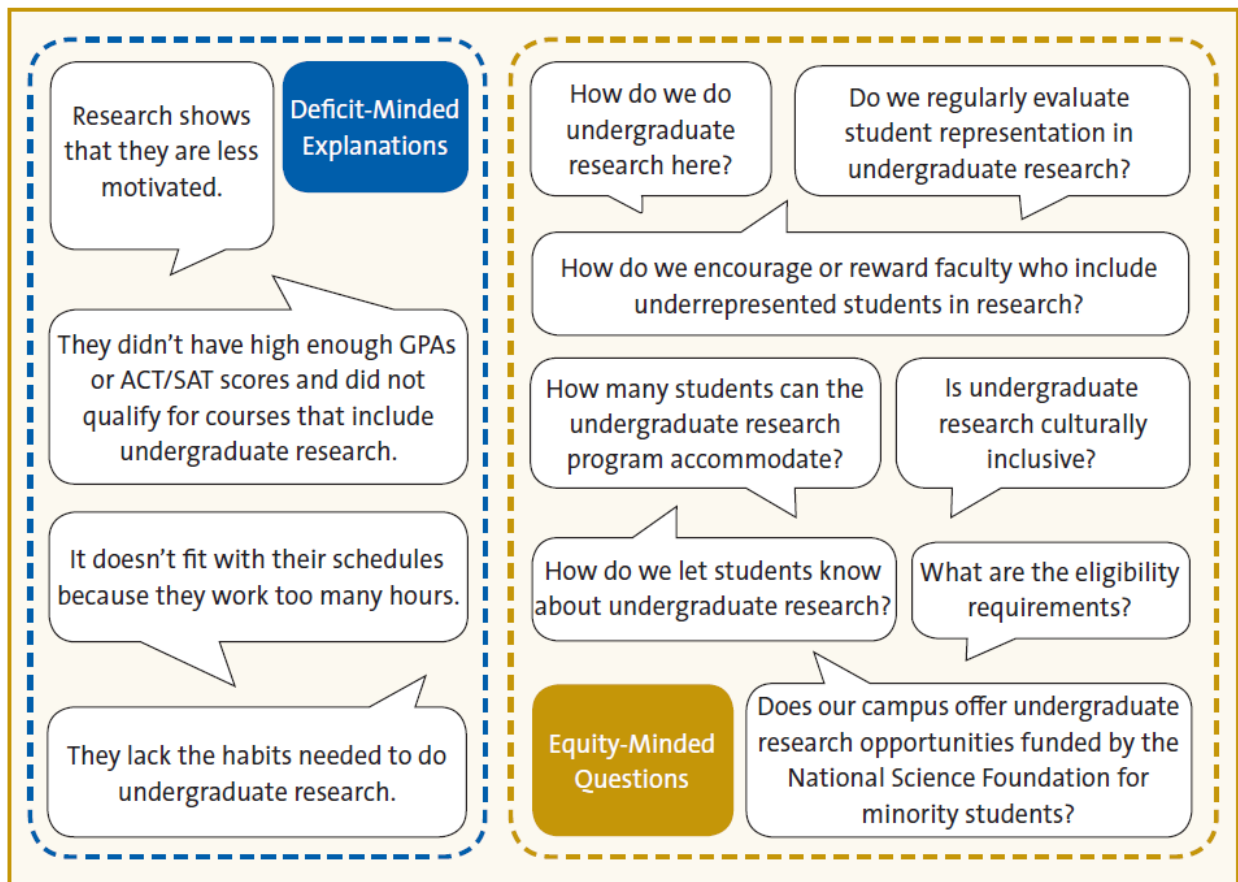 Research shows
that they are less
motivated.
Deficit-Minded
Explanations
They didn’t have high enough GPAs
or ACT/SAT scores and did not
qualify for courses that include
undergraduate research.
It doesn’t fit with their schedules
because they work too many hours.
They lack the habits needed to do
undergraduate research.
How do we do
undergraduate
research here?
Do we regularly evaluate
student representation in
undergraduate research?
How do we encourage or reward faculty who include
underrepresented students in research?
How many students can the
undergraduate research
program accommodate?
Is undergraduate
research culturally
inclusive?
How do we let students know
about undergraduate research?
What are the eligibility
requirements?
Equity-Minded
Questions
Does our campus offer undergraduate
research opportunities funded by the
National Science Foundation for
minority students?